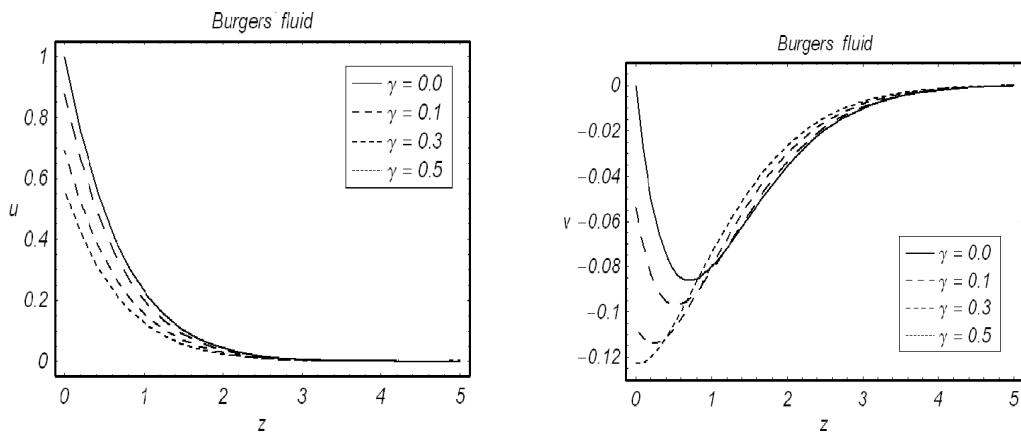 Burgers' fluid
1
0.8
0.6
u
0.4
0.2
0
0 1 2 3 4 5
z
γ = 0.0
γ = 0.1
γ = 0.3
γ = 0.5
Burgers fluid
0
−0.02
−0.04
v −0.06
−0.08
−0.1
−0.12
0 1 2 3 4 5
z
γ = 0.0
γ = 0.1
γ = 0.3
γ = 0.5